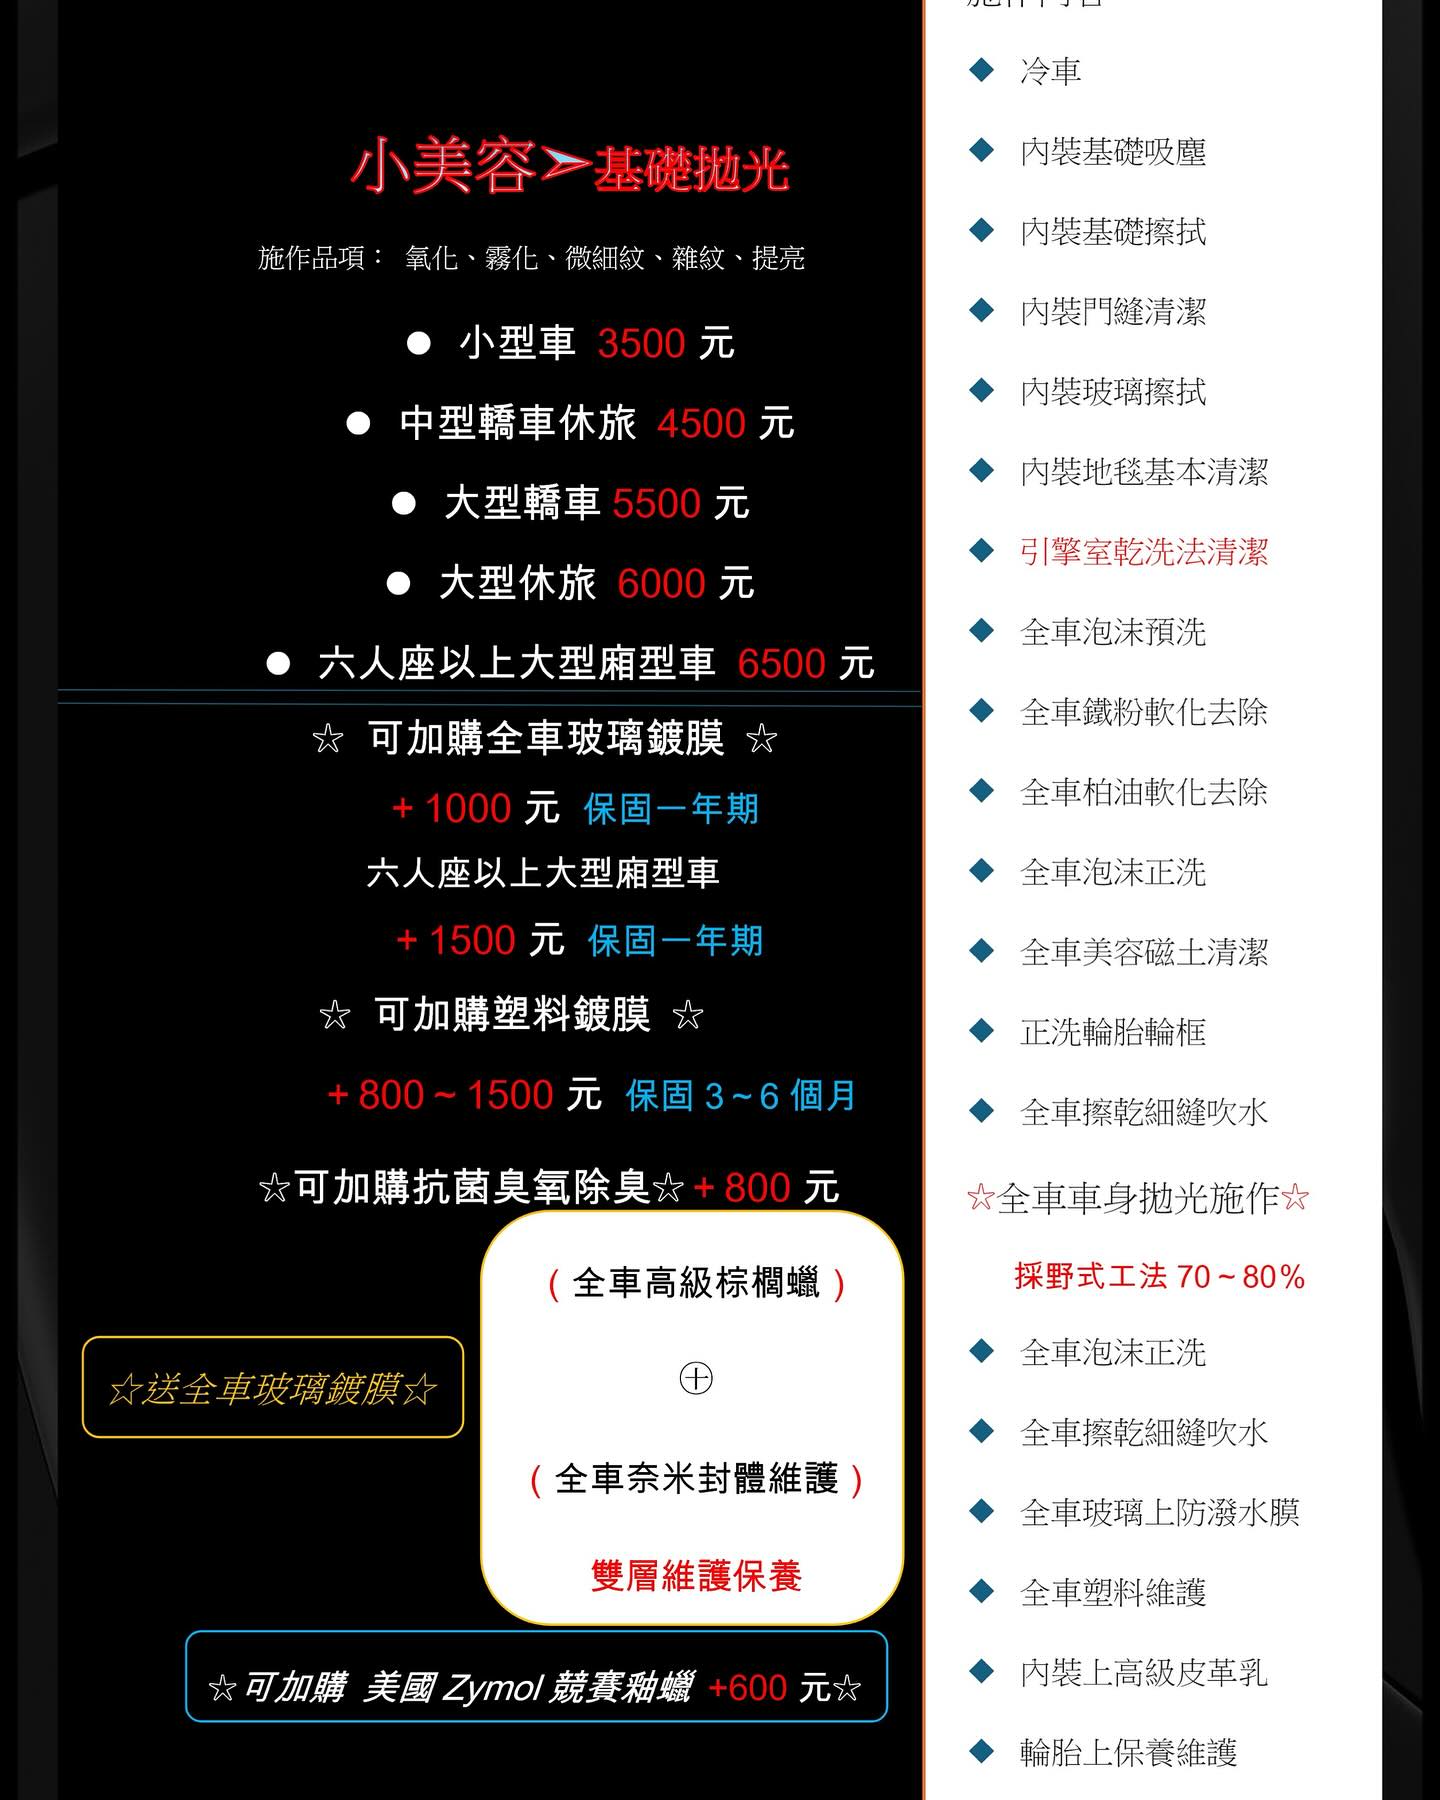 小美容➢基礎拋光
施作品項： 氧化、霧化、微細紋、雜紋、提亮
● 小型車 3500 元
● 中型轎車休旅 4500 元
● 大型轎車 5500 元
● 大型休旅 6000 元
● 六人座以上大型廂型車 6500 元
☆ 可加購全車玻璃鍍膜 ☆
+ 1000 元 保固一年期
六人座以上大型廂型車
+ 1500 元 保固一年期
☆ 可加購塑料鍍膜 ☆
+ 800 ~ 1500 元 保固 3 ~ 6 個月
☆可加購抗菌臭氧除臭☆ + 800 元
( 全車高級棕櫚蠟 )
㊉
( 全車奈米封體維護 )
雙層維護保養
☆送全車玻璃鍍膜☆
☆可加購 美國 Zymol 競賽釉蠟 +600 元☆
施作內容
◆ 冷車
◆ 內裝基礎吸塵
◆ 內裝基礎擦拭
◆ 內裝門縫清潔
◆ 內裝玻璃擦拭
◆ 內裝地毯基本清潔
◆ 引擎室乾洗法清潔
◆ 全車泡沫預洗
◆ 全車鐵粉軟化去除
◆ 全車柏油軟化去除
◆ 全車泡沫正洗
◆ 全車美容磁土清潔
◆ 正洗輪胎輪框
◆ 全車擦乾細縫吹水
☆全車車身拋光施作☆
採野式工法 70 ~ 80%
◆ 全車泡沫正洗
◆ 全車擦乾細縫吹水
◆ 全車玻璃上防潑水膜
◆ 全車塑料維護
◆ 內裝上高級皮革乳
◆ 輪胎上保養維護